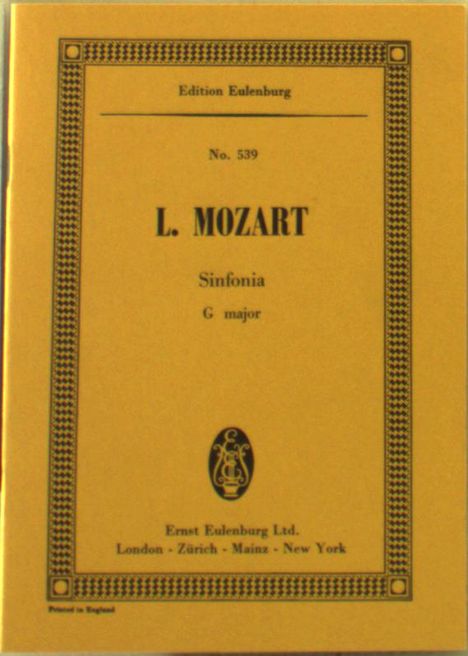 Edition Eulenburg
No. 539
L. MOZART
Sinfonia
G major
Ernst Eulenburg Ltd.
London - Zürich - Mainz - New York
Printed in England